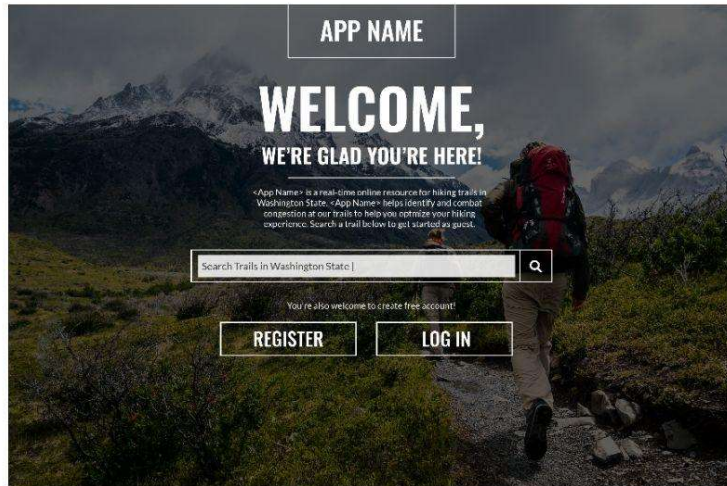 APP NAME
WELCOME,
WE'RE GLAD YOU'RE HERE!
<App Name> is a real-time online resource for hiking trails in
Washington State. <App Name> helps identify and combat
congestion at our trails to help you optmize your hiking
experience. Search a trail below to get started as guest.
Search Trails in Washington State |
You're also welcome to create free account!
REGISTER LOG IN